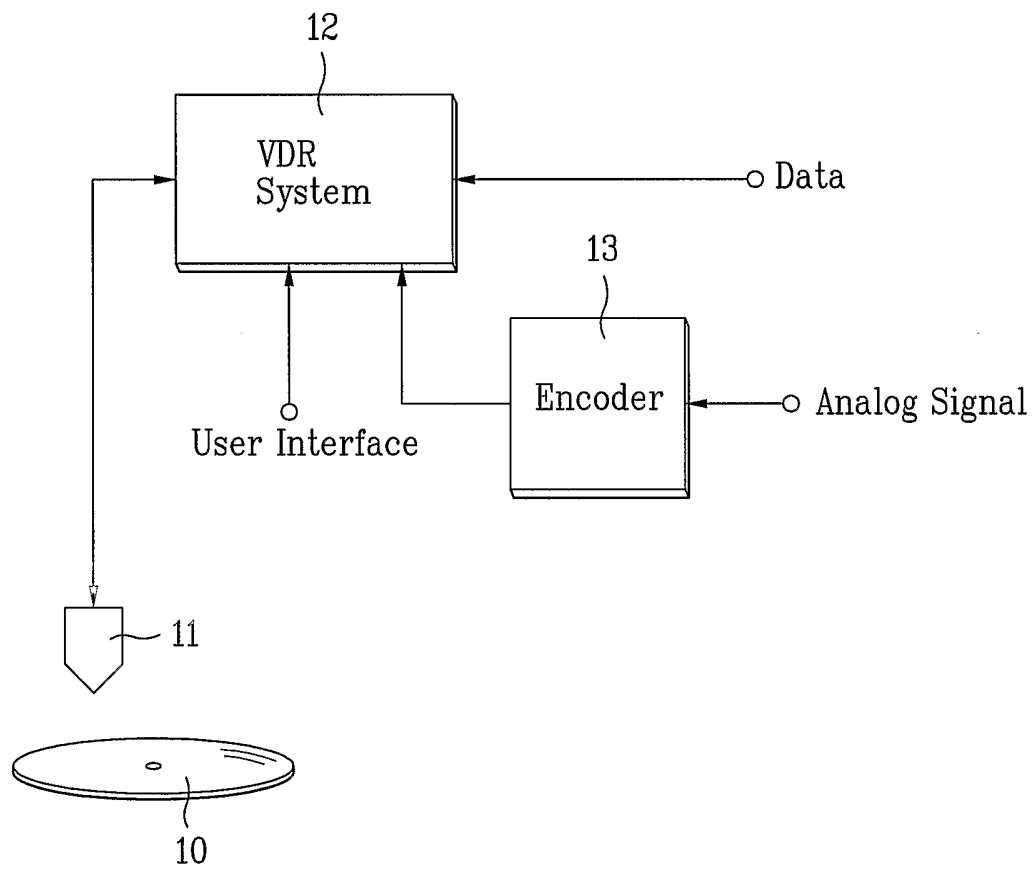 12
VDR
System
Data
13
Encoder
Analog Signal
User Interface
11
10